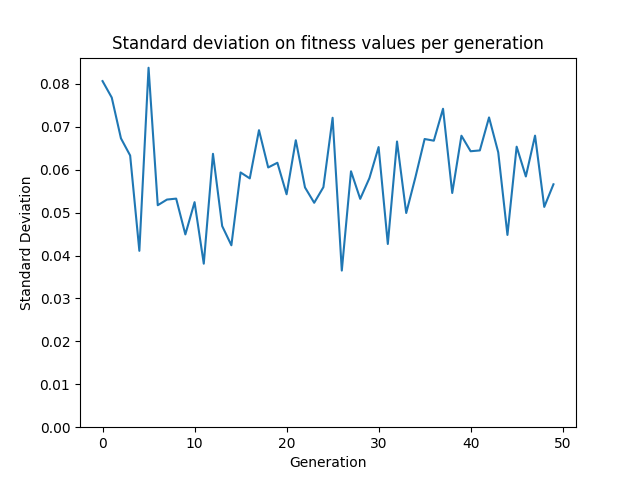 Standard deviation on fitness values per generation
0.08
0.07
0.06
0.05
0.04
0.03
0.02
0.01
0.00
Standard Deviation
0 10 20 30 40 50
Generation